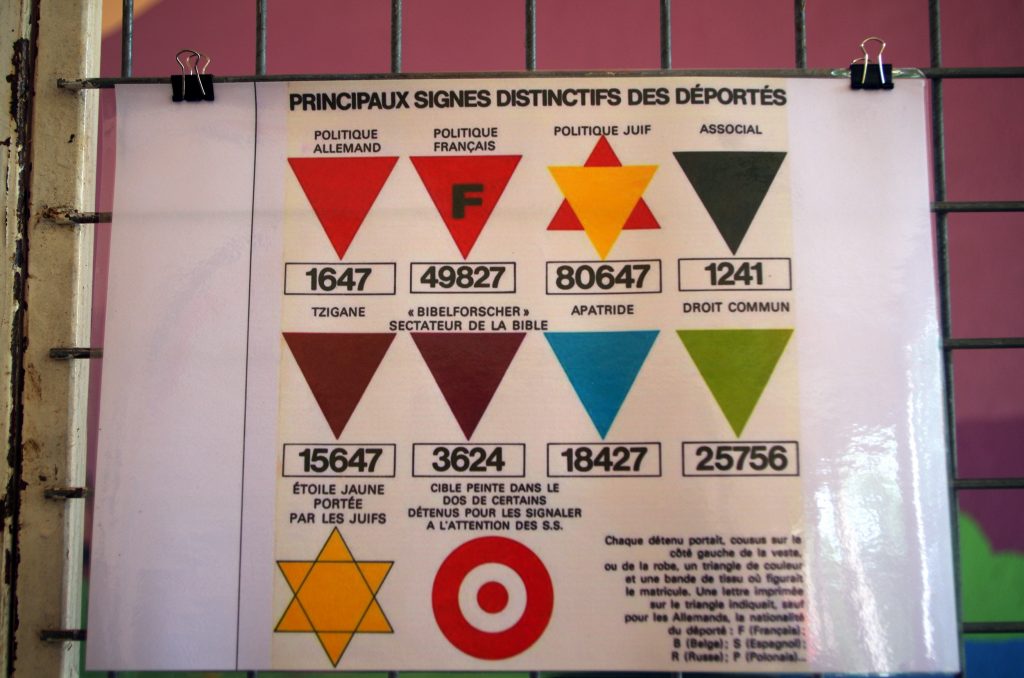 PRINCIPAUX SIGNES DISTINCTIFS DES DÉPORTÉS
POLITIQUE
ALLEMAND
POLITIQUE
FRANÇAIS
POLITIQUE JUIF
ASSOCIAL
F
1647
49827
80647
1241
TZIGANE
« BIBELFORSCHER »
SECTATEUR DE LA BIBLE
APATRIDE
DROIT COMMUN
15647
3624
18427
25756
ÉTOILE JAUNE
PORTÉE
PAR LES JUIFS
CIBLE PEINTE DANS LE
DOS DE CERTAINS
DÉTENUS POUR LES SIGNALER
A L'ATTENTION DES S.S.
Chaque détenu portait, cousus sur le
côté gauche de la veste,
ou de la robe, un triangle de couleur
et une bande de tissu où figurait
le matricule. Une lettre imprimée
sur le triangle indiquait, sauf
pour les Allemands, la nationalité
du déporté : F (Français);
B (Belge); S (Espagnol);
R (Russe); P (Polonais)...